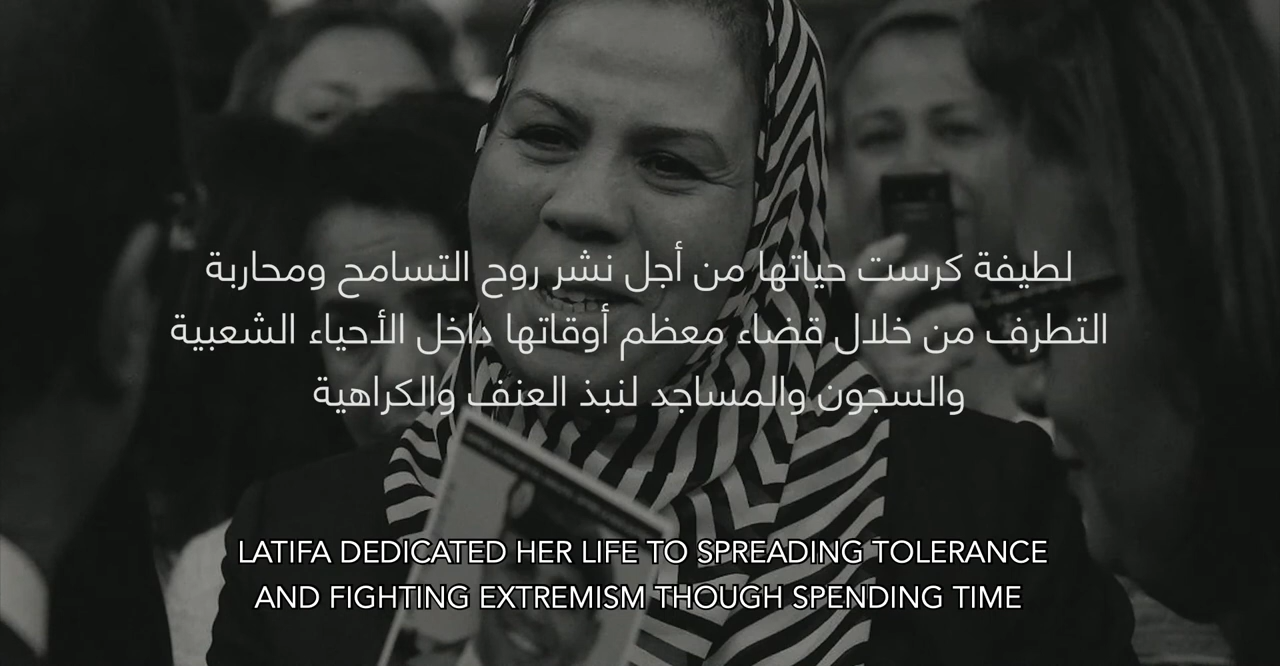 لطيفة كرست حياتها من أجل نشر روح التسامح ومحاربة
التطرف من خلال قضاء معظم أوقاتها داخل الأحياء الشعبية
والسجون والمساجد لنبذ العنف والكراهية
LATIFA DEDICATED HER LIFE TO SPREADING TOLERANCE
AND FIGHTING EXTREMISM THOUGH SPENDING TIME